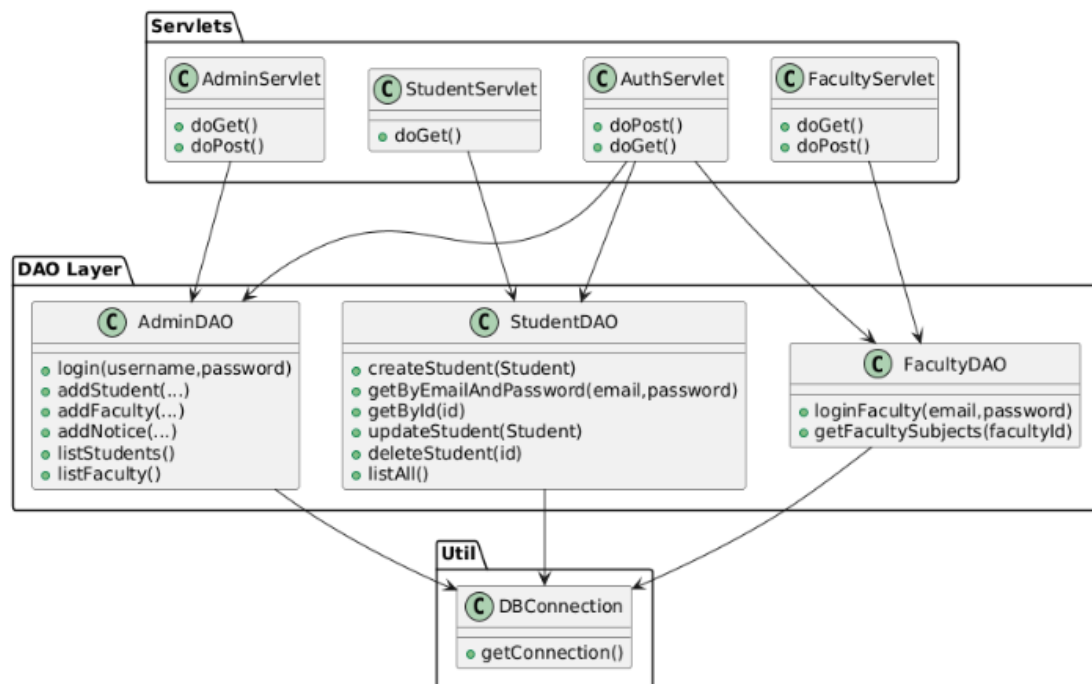 Servlets
C AdminServlet
doGet()
doPost()
C StudentServlet
doGet()
C AuthServlet
doPost()
doGet()
C FacultyServlet
doGet()
doPost()
DAO Layer
C AdminDAO
login(username,password)
addStudent(...)
addFaculty(...)
addNotice(...)
listStudents()
listFaculty()
C StudentDAO
createStudent(Student)
getByEmailAndPassword(email,password)
getById(id)
updateStudent(Student)
deleteStudent(id)
listAll()
C FacultyDAO
loginFaculty(email,password)
getFacultySubjects(facultyId)
Util
C DBConnection
getConnection()